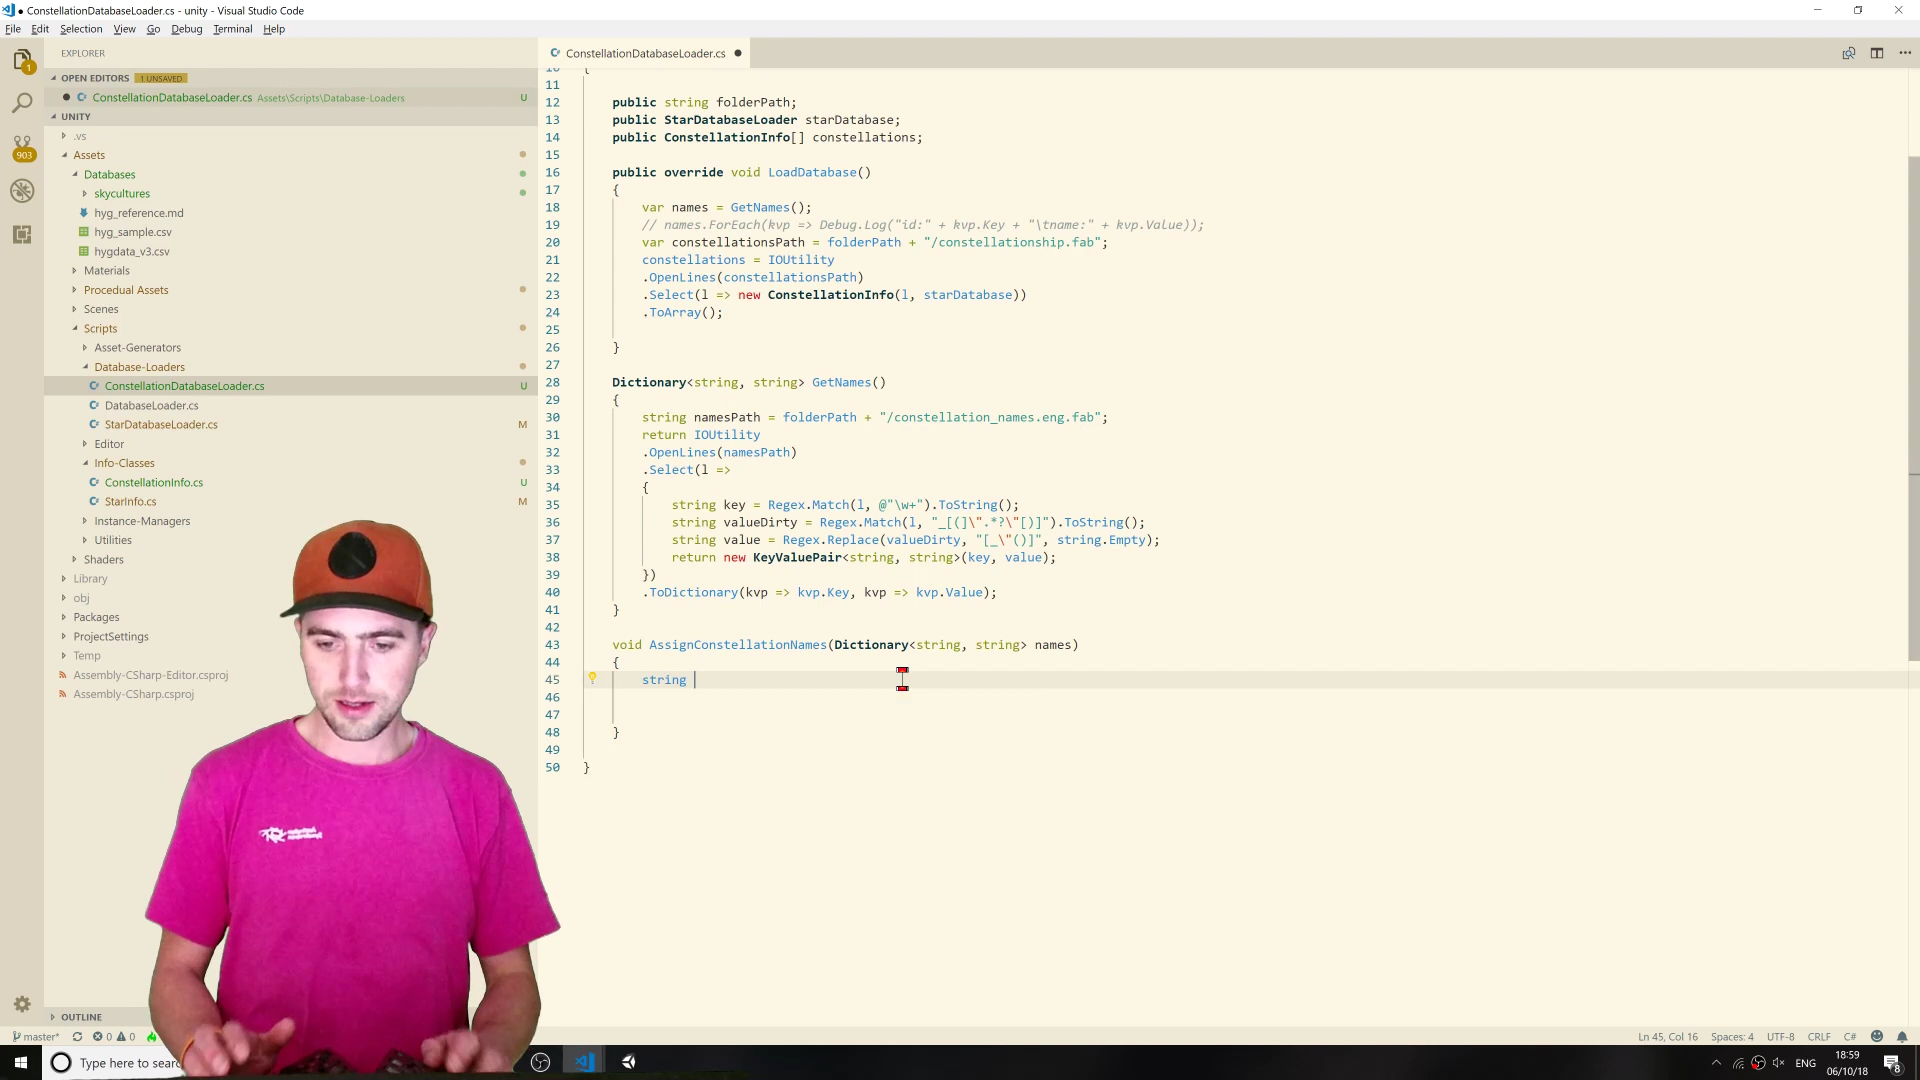 ConstellationDatabaseLoader.cs - unity - Visual Studio Code
File Edit Selection View Go Debug Terminal Help
EXPLORER
OPEN EDITORS 1 UNSAVED
ConstellationDatabaseLoader.cs Assets\Scripts\Database-Loaders U
UNITY
.vs
Assets
Databases
skycultures
hyg_reference.md
hyg_sample.csv
hygdata_v3.csv
Materials
Procedual Assets
Scenes
Scripts
Asset-Generators
Database-Loaders
ConstellationDatabaseLoader.cs U
DatabaseLoader.cs
StarDatabaseLoader.cs M
Editor
Info-Classes
ConstellationInfo.cs U
StarInfo.cs M
Instance-Managers
Utilities
Shaders
Library
obj
Packages
ProjectSettings
Temp
Assembly-CSharp-Editor.csproj
Assembly-CSharp.csproj
OUTLINE
1
903
ConstellationDatabaseLoader.cs
10 {
11
12 public string folderPath;
13 public StarDatabaseLoader starDatabase;
14 public ConstellationInfo[] constellations;
15
16 public override void LoadDatabase()
17 {
18 var names = GetNames();
19 // names.ForEach(kvp => Debug.Log("id:" + kvp.Key + "\tname:" + kvp.Value));
20 var constellationsPath = folderPath + "/constellationship.fab";
21 constellations = IOUtility
22 .OpenLines(constellationsPath)
23 .Select(l => new ConstellationInfo(l, starDatabase))
24 .ToArray();
25
26 }
27
28 Dictionary<string, string> GetNames()
29 {
30 string namesPath = folderPath + "/constellation_names.eng.fab";
31 return IOUtility
32 .OpenLines(namesPath)
33 .Select(l =>
34 {
35 string key = Regex.Match(l, @"\w+").ToString();
36 string valueDirty = Regex.Match(l, "_[(]\".*?\"[)]").ToString();
37 string value = Regex.Replace(valueDirty, "[_\"()]", string.Empty);
38 return new KeyValuePair<string, string>(key, value);
39 })
40 .ToDictionary(kvp => kvp.Key, kvp => kvp.Value);
41 }
42
43 void AssignConstellationNames(Dictionary<string, string> names)
44 {
45 string
46
47
48 }
49
50 }
master* 0 0
Ln 45, Col 16 Spaces: 4 UTF-8 CRLF C#
Type here to searc
ENG 18:59
06/10/18
8